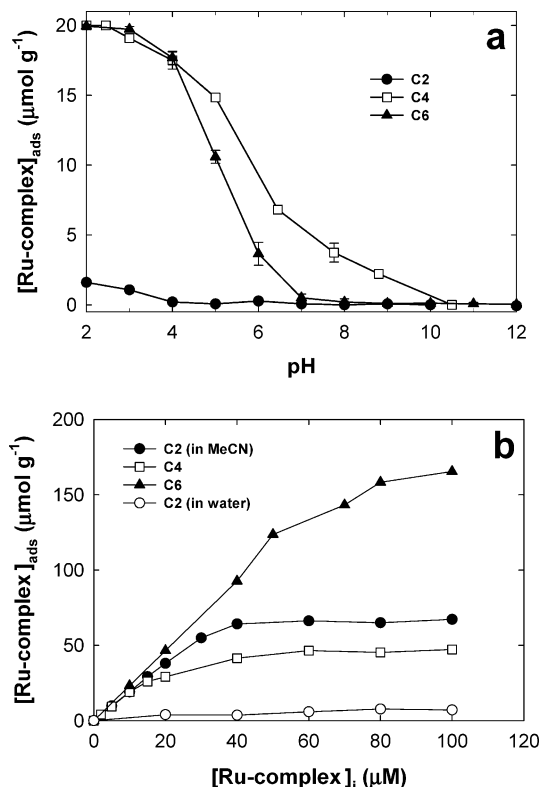 a
[Ru-complex]ads (μmol g-1)
20
15
10
5
0
C2
C4
C6
2 4 6 8 10 12
pH
b
[Ru-complex]ads (μmol g-1)
200
150
100
50
0
C2 (in MeCN)
C4
C6
C2 (in water)
0 20 40 60 80 100 120
[Ru-complex]i (μM)